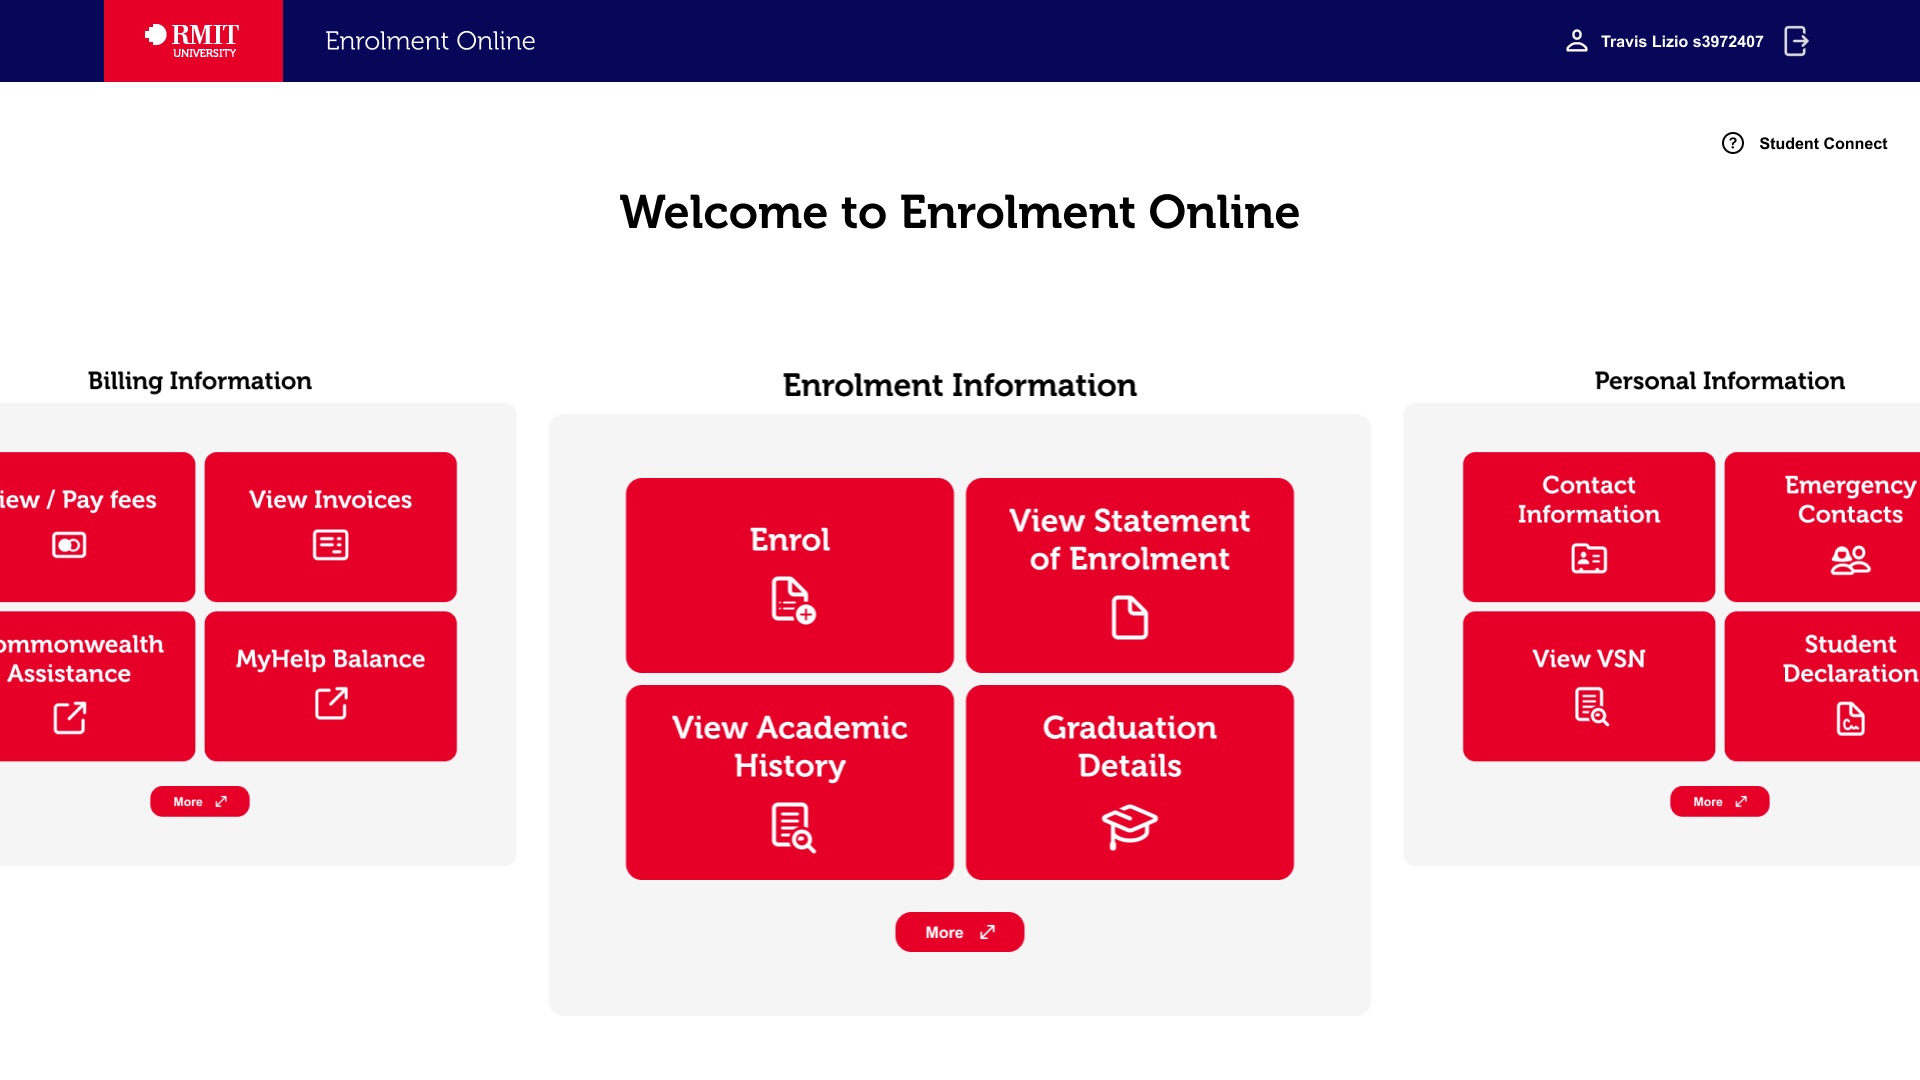 RMIT
UNIVERSITY
Enrolment Online
Travis Lizio s3972407
Student Connect
Welcome to Enrolment Online
Billing Information
iew / Pay fees
View Invoices
ommonwealth
Assistance
MyHelp Balance
More
Enrolment Information
Enrol
View Statement
of Enrolment
View Academic
History
Graduation
Details
More
Personal Information
Contact
Information
Emergency
Contacts
View VSN
Student
Declaration
More